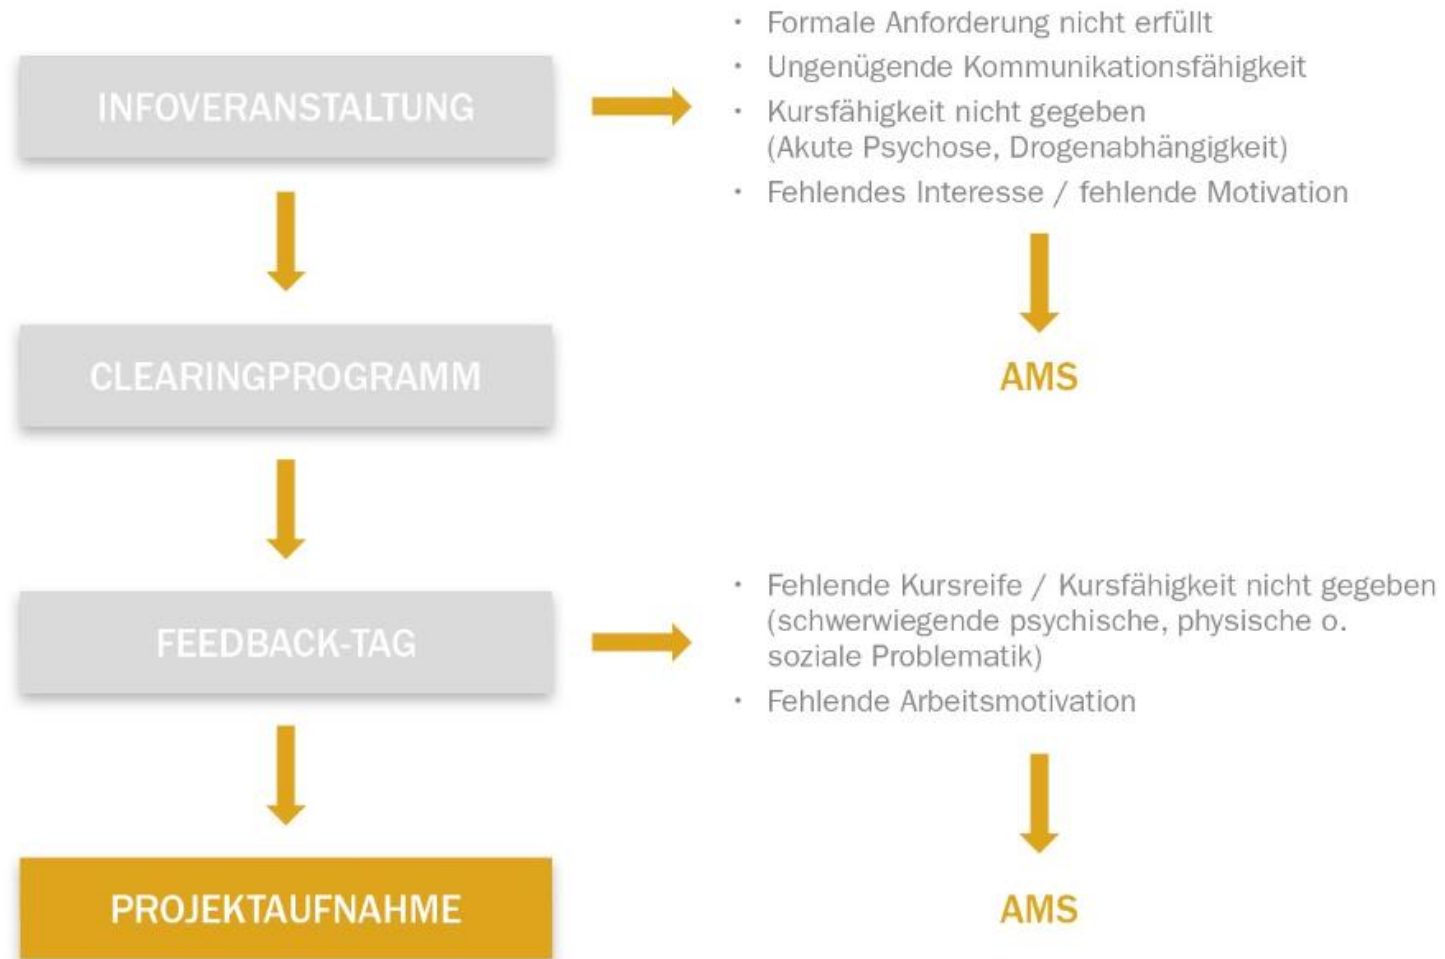 INFOVERANSTALTUNG
· Formale Anforderung nicht erfüllt
· Ungenügende Kommunikationsfähigkeit
· Kursfähigkeit nicht gegeben
(Akute Psychose, Drogenabhängigkeit)
· Fehlendes Interesse / fehlende Motivation
CLEARINGPROGRAMM
AMS
FEEDBACK-TAG
· Fehlende Kursreife / Kursfähigkeit nicht gegeben
(schwerwiegende psychische, physische o.
soziale Problematik)
· Fehlende Arbeitsmotivation
PROJEKTAUFNAHME
AMS